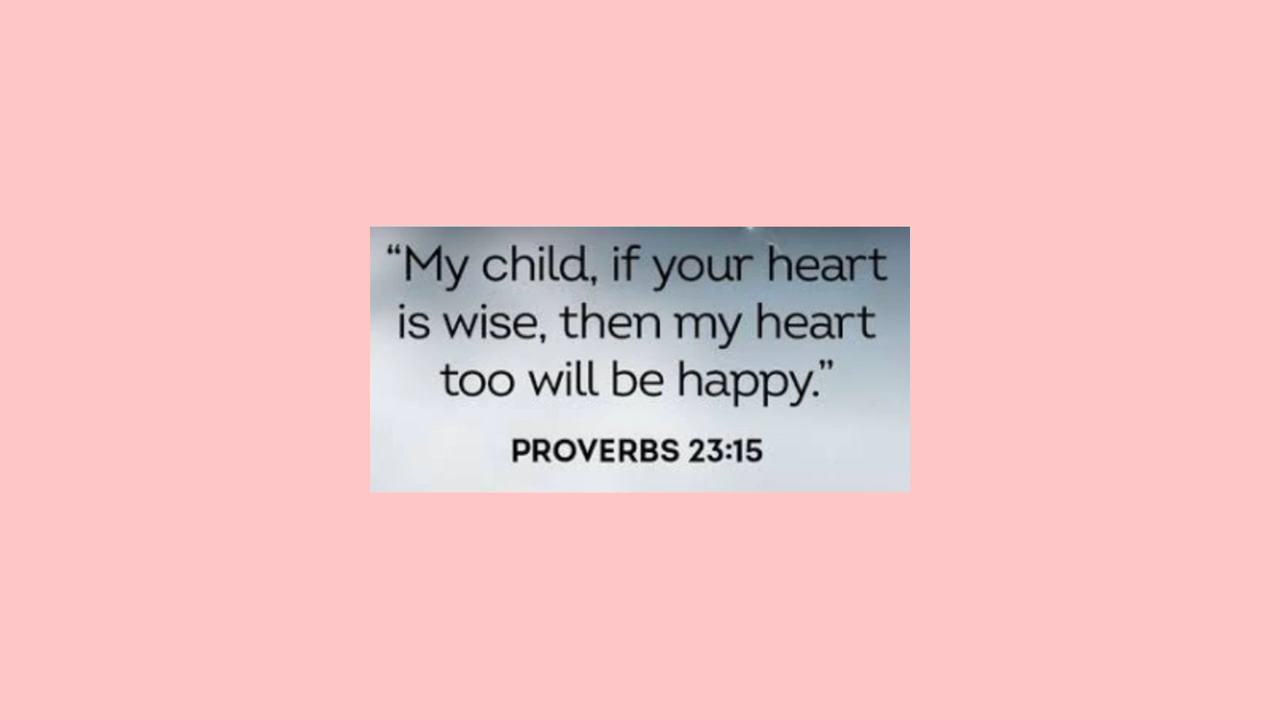 “My child, if your heart
is wise, then my heart
too will be happy.”
PROVERBS 23:15